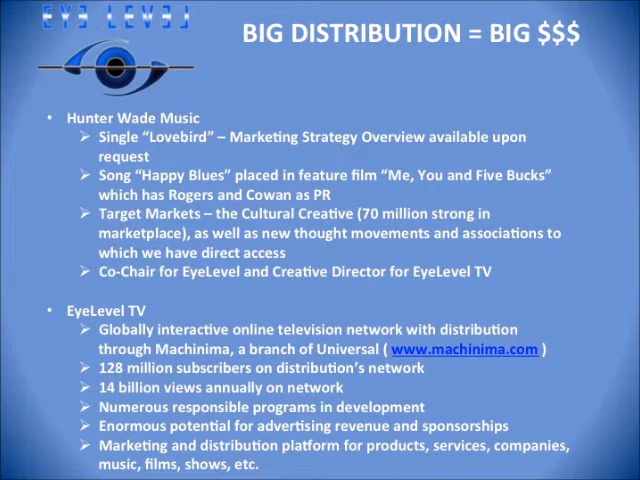 EYE LEVEL
BIG DISTRIBUTION = BIG $$$
• Hunter Wade Music
➢ Single “Lovebird” – Marketing Strategy Overview available upon
request
➢ Song “Happy Blues” placed in feature film “Me, You and Five Bucks”
which has Rogers and Cowan as PR
➢ Target Markets – the Cultural Creative (70 million strong in
marketplace), as well as new thought movements and associations to
which we have direct access
➢ Co-Chair for EyeLevel and Creative Director for EyeLevel TV
• EyeLevel TV
➢ Globally interactive online television network with distribution
through Machinima, a branch of Universal ( www.machinima.com )
➢ 128 million subscribers on distribution’s network
➢ 14 billion views annually on network
➢ Numerous responsible programs in development
➢ Enormous potential for advertising revenue and sponsorships
➢ Marketing and distribution platform for products, services, companies,
music, films, shows, etc.